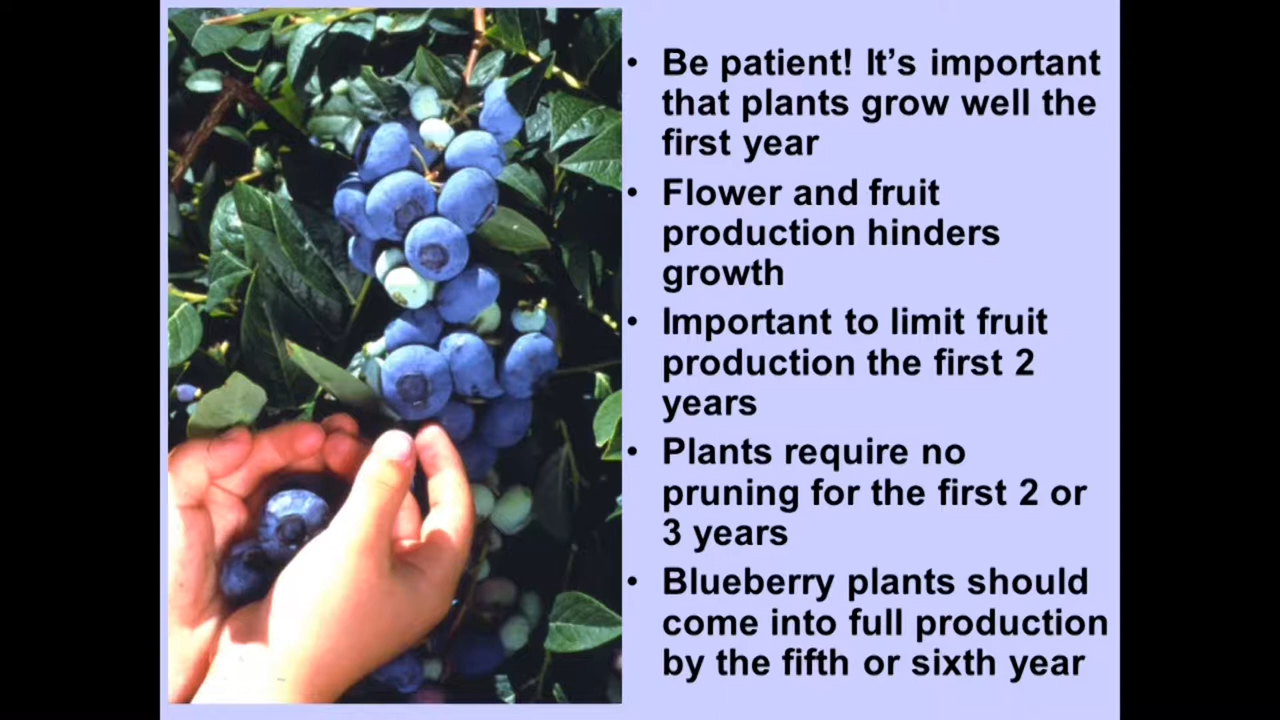 • Be patient! It’s important
that plants grow well the
first year
• Flower and fruit
production hinders
growth
• Important to limit fruit
production the first 2
years
• Plants require no
pruning for the first 2 or
3 years
• Blueberry plants should
come into full production
by the fifth or sixth year